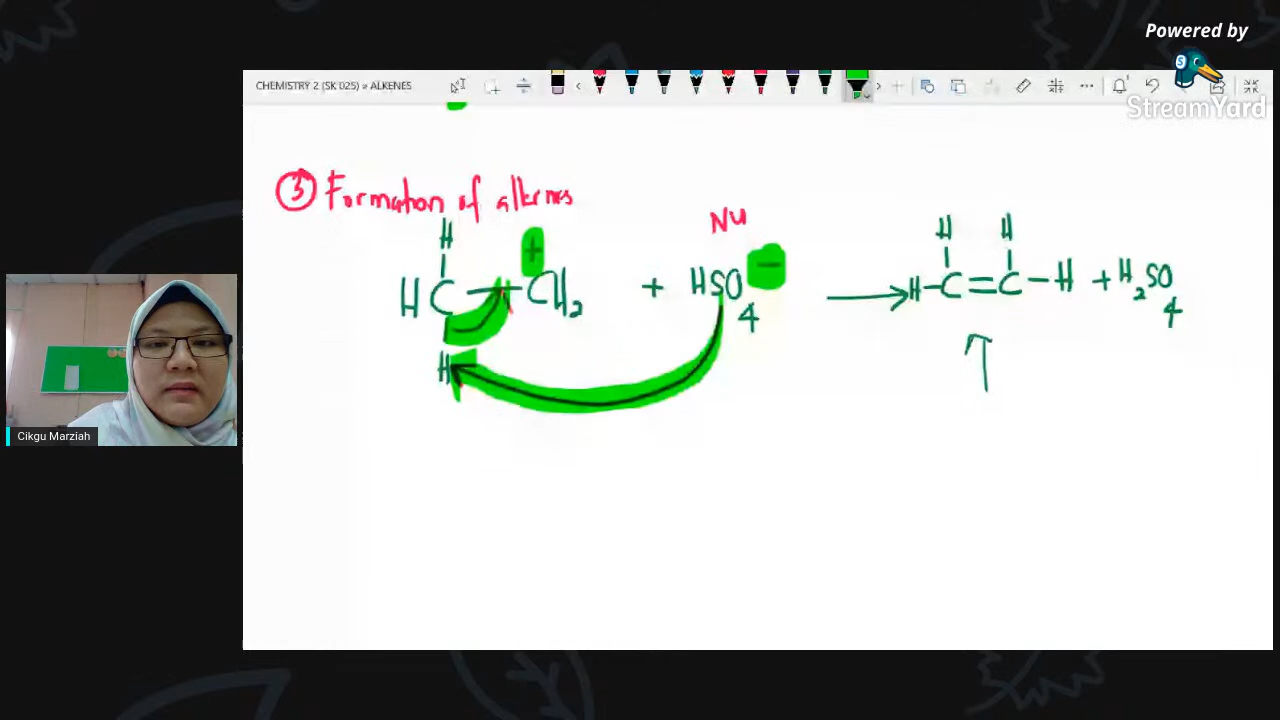 Powered by
StreamYard
CHEMISTRY 2 (SK 025) » ALKENES
③ Formation of alkenes
H + Nu H H
H C — CH2 + HSO4 − ⟶ H–C=C–H + H2SO4
H
Cikgu Marziah